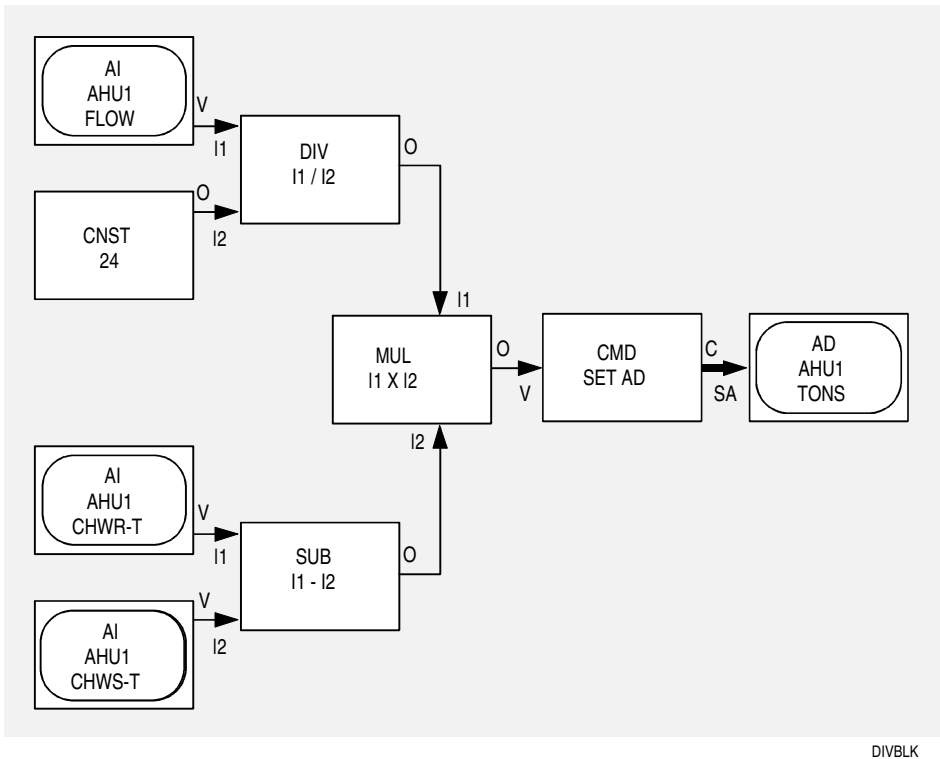 AI
AHU1
FLOW
V
I1
CNST
24
O
I2
DIV
I1 / I2
O
I1
MUL
I1 X I2
O
V
I2
CMD
SET AD
C
SA
AD
AHU1
TONS
AI
AHU1
CHWR-T
V
I1
AI
AHU1
CHWS-T
V
I2
SUB
I1 - I2
O
DIVBLK